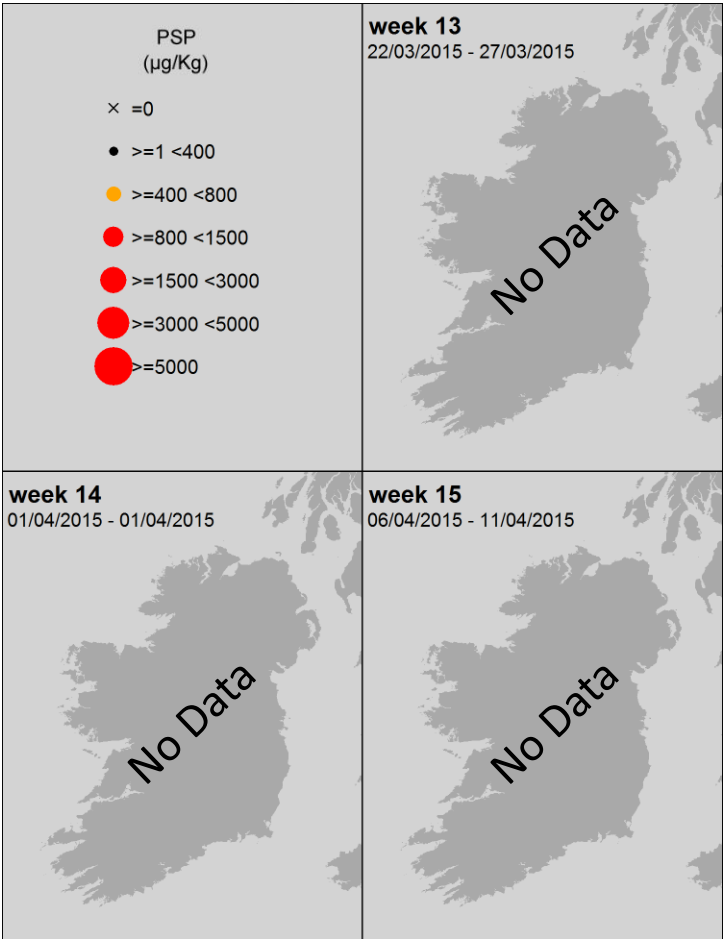 PSP
(µg/Kg)
× =0
>=1 <400
>=400 <800
>=800 <1500
>=1500 <3000
>=3000 <5000
>=5000
week 13
22/03/2015 - 27/03/2015
No Data
week 14
01/04/2015 - 01/04/2015
No Data
week 15
06/04/2015 - 11/04/2015
No Data